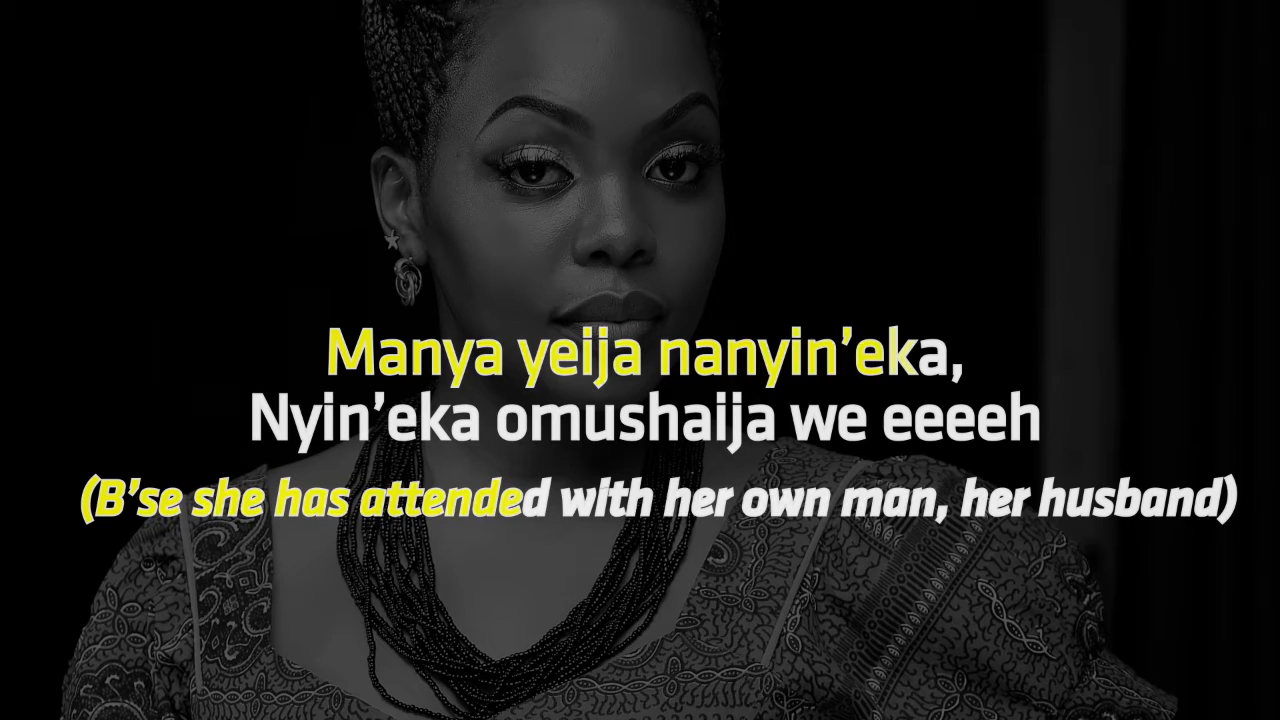 Manya yeija nanyin’eka,
Nyin’eka omushaija we eeeeh
(B’se she has attended with her own man, her husband)